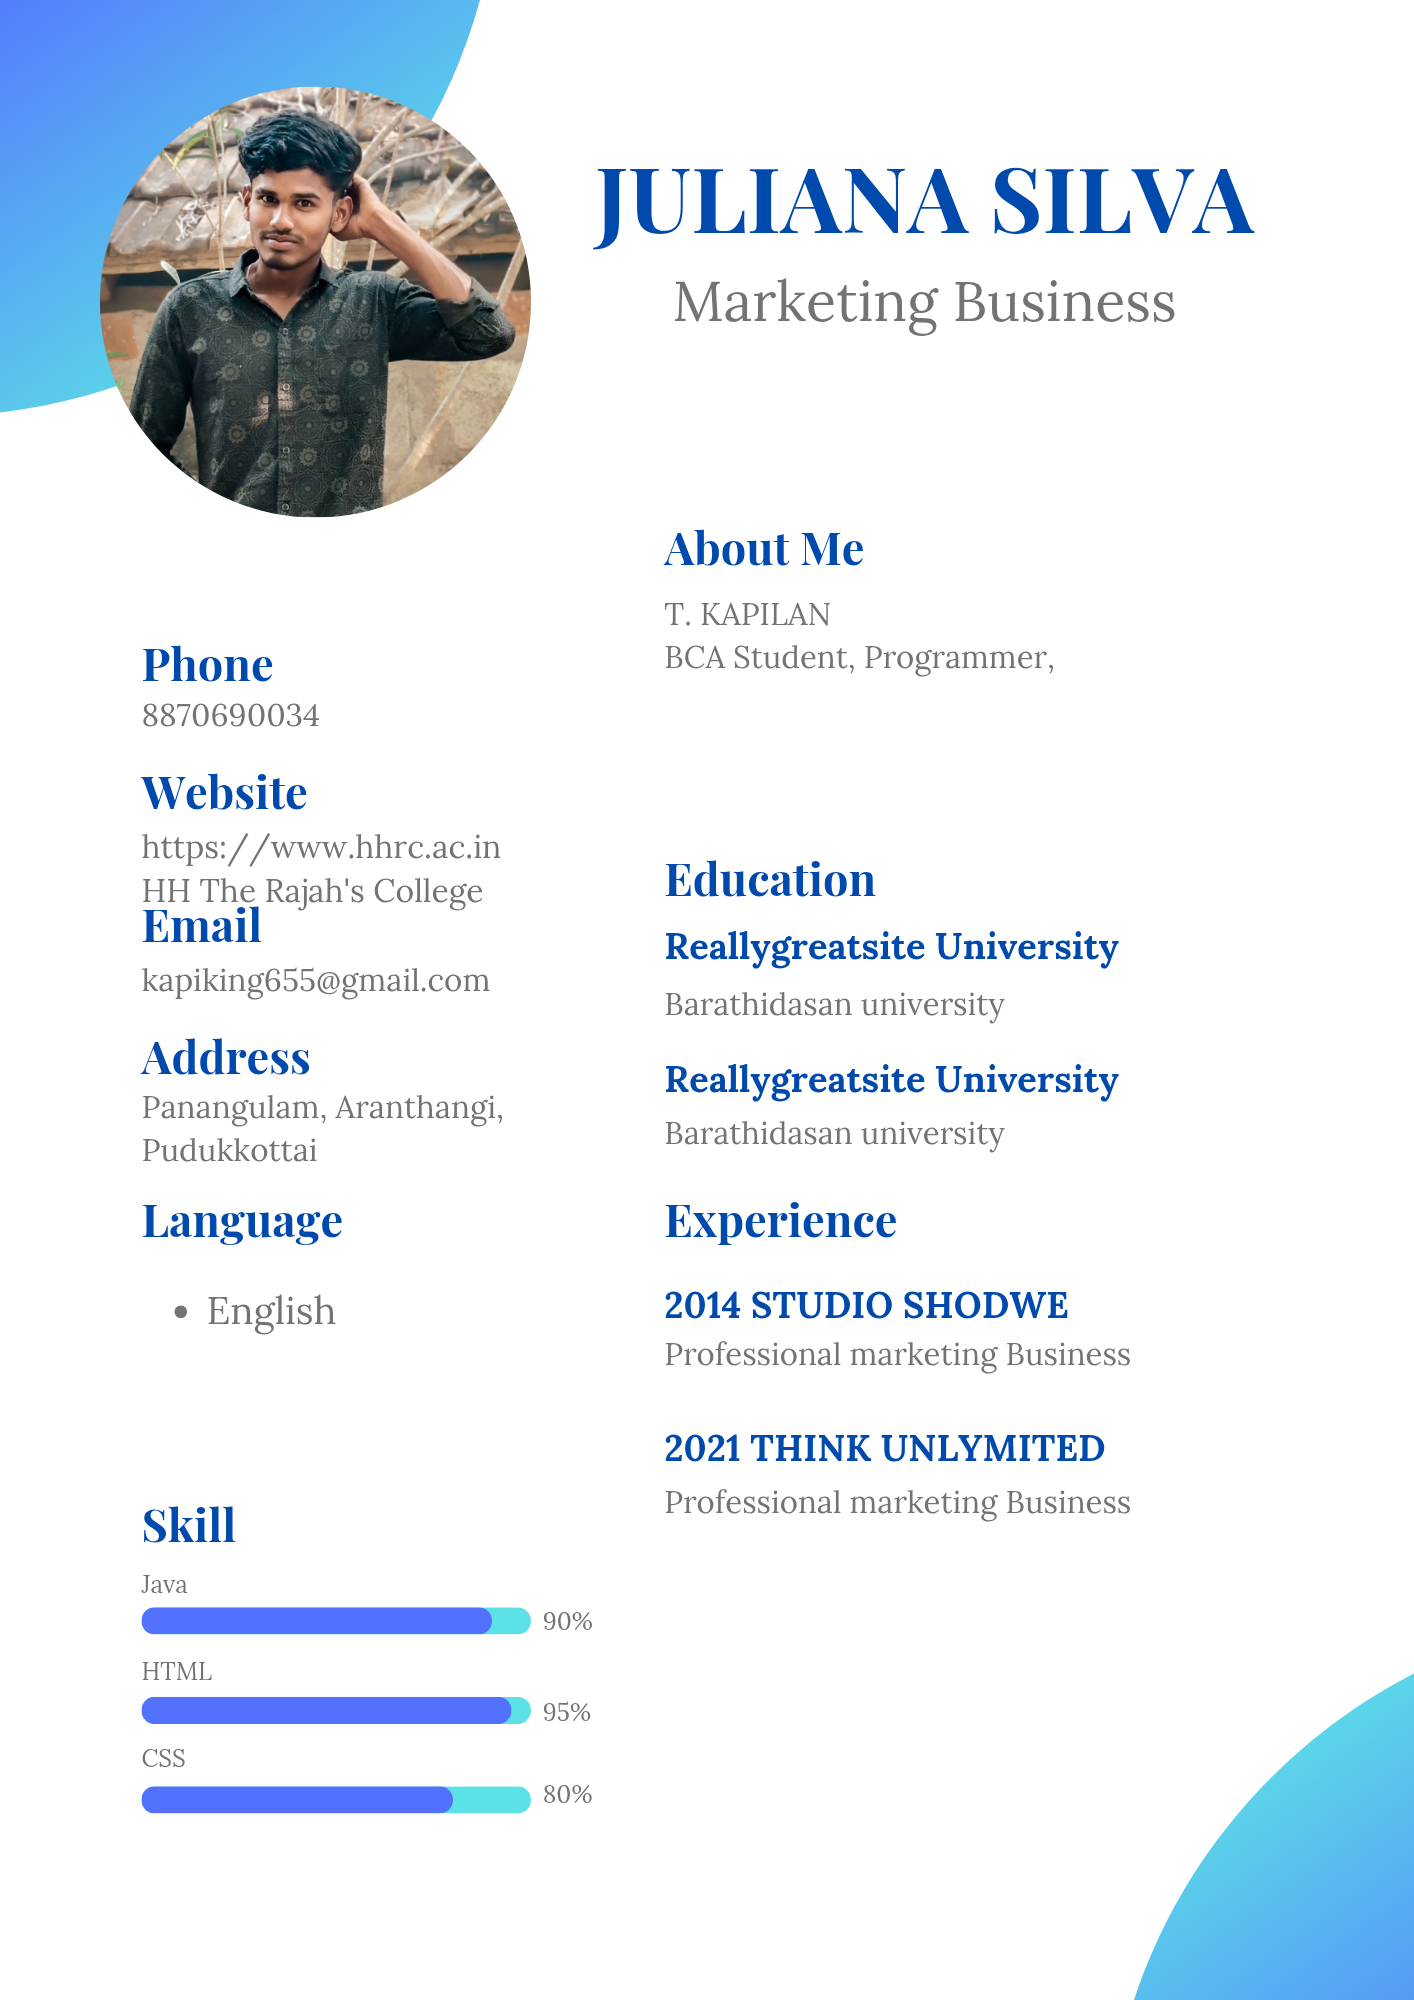 JULIANA SILVA
Marketing Business
About Me
T. KAPILAN
BCA Student, Programmer,
Phone
8870690034
Website
https://www.hhrc.ac.in
HH The Rajah's College
Email
kapiking655@gmail.com
Address
Panangulam, Aranthangi,
Pudukkottai
Language
• English
Skill
Java
90%
HTML
95%
CSS
80%
Education
Reallygreatsite University
Barathidasan university
Reallygreatsite University
Barathidasan university
Experience
2014 STUDIO SHODWE
Professional marketing Business
2021 THINK UNLYMITED
Professional marketing Business